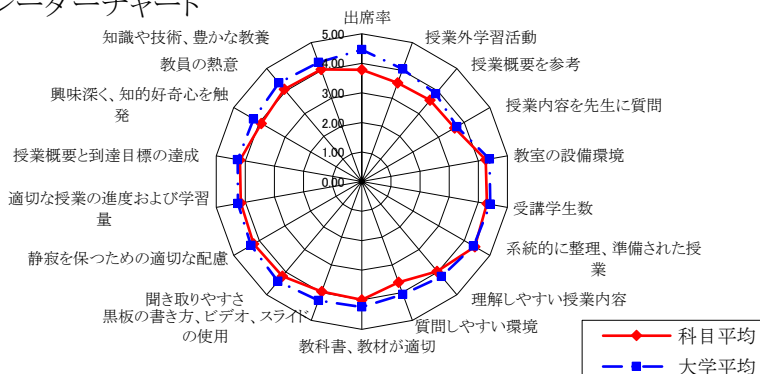 レーダーチャート
出席率
授業外学習活動
授業概要を参考
授業内容を先生に質問
教室の設備環境
受講学生数
系統的に整理、準備された授
業
理解しやすい授業内容
質問しやすい環境
教科書、教材が適切
黒板の書き方、ビデオ、スライド
の使用
聞き取りやすさ
静寂を保つための適切な配慮
適切な授業の進度および学習
量
授業概要と到達目標の達成
興味深く、知的好奇心を触
発
教員の熱意
知識や技術、豊かな教養
5.00
4.00
3.00
2.00
1.00
0.00
科目平均
大学平均